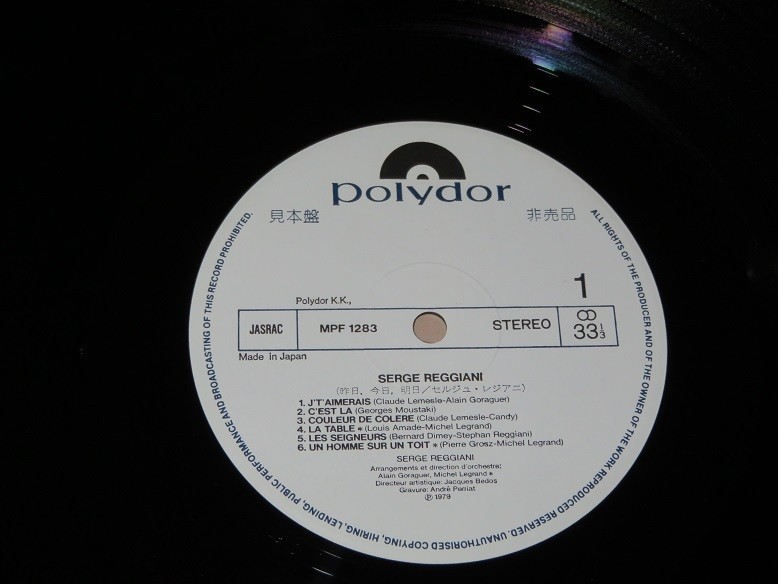 polydor
見本盤
非売品
1
Polydor K.K.,
JASRAC
MPF 1283
STEREO
33 1/3
Made in Japan
SERGE REGGIANI
(昨日, 今日, 明日/セルジュ・レジアニ)
1. J'T'AIMERAIS (Claude Lemesle-Alain Goraguer)
2. C'EST LA (Georges Moustaki)
3. COULEUR DE COLERE (Claude Lemesle-Candy)
4. LA TABLE * (Louis Amade-Michel Legrand)
5. LES SEIGNEURS (Bernard Dimey-Stephan Reggiani)
6. UN HOMME SUR UN TOIT * (Pierre Grosz-Michel Legrand)
SERGE REGGIANI
Arrangements et direction d'orchestre:
Alain Goraguer, Michel Legrand *
Directeur artistique: Jacques Bedos
Gravure: André Perriat
℗ 1979
ALL RIGHTS OF THE PRODUCER AND OF THE OWNER OF THE WORK REPRODUCED RESERVED. UNAUTHORISED COPYING, HIRING, LENDING, PUBLIC PERFORMANCE AND BROADCASTING OF THIS RECORD PROHIBITED.